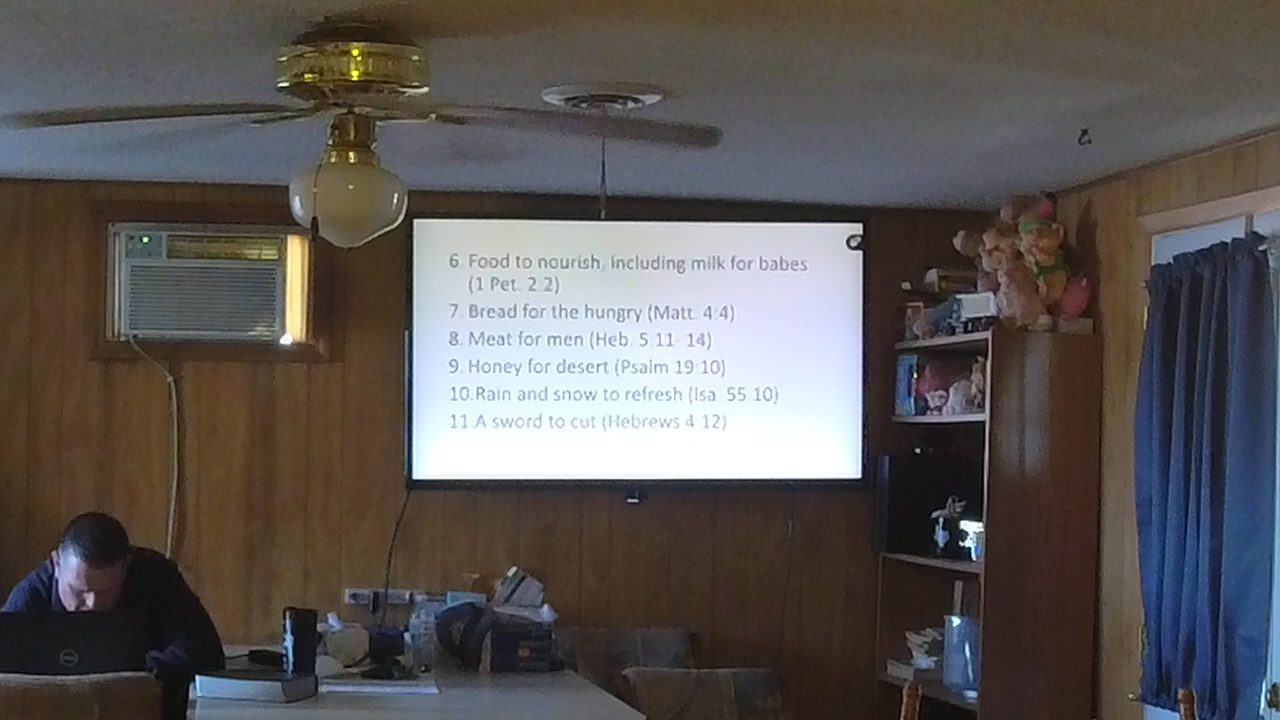 6. Food to nourish, including milk for babes
(1 Pet. 2:2)
7. Bread for the hungry (Matt. 4:4)
8. Meat for men (Heb. 5:11- 14)
9. Honey for desert (Psalm 19:10)
10.Rain and snow to refresh (Isa. 55:10)
11.A sword to cut (Hebrews 4:12)
DELL